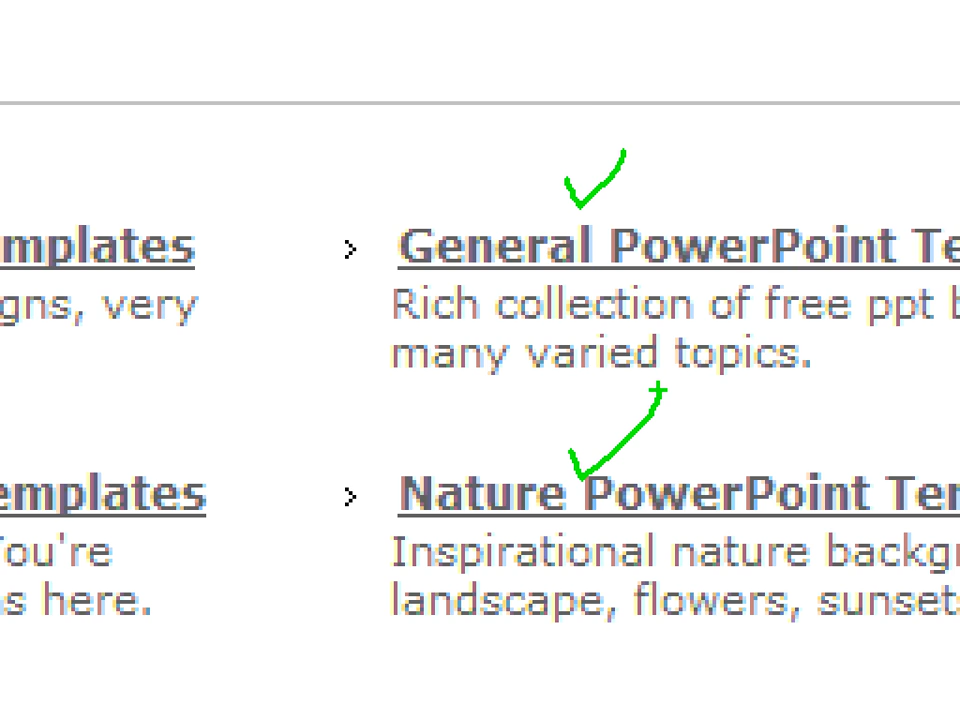 mplates › General PowerPoint Te
gns, very Rich collection of free ppt b
many varied topics.
emplates › Nature PowerPoint Ter
You're Inspirational nature backgr
s here. landscape, flowers, sunsets